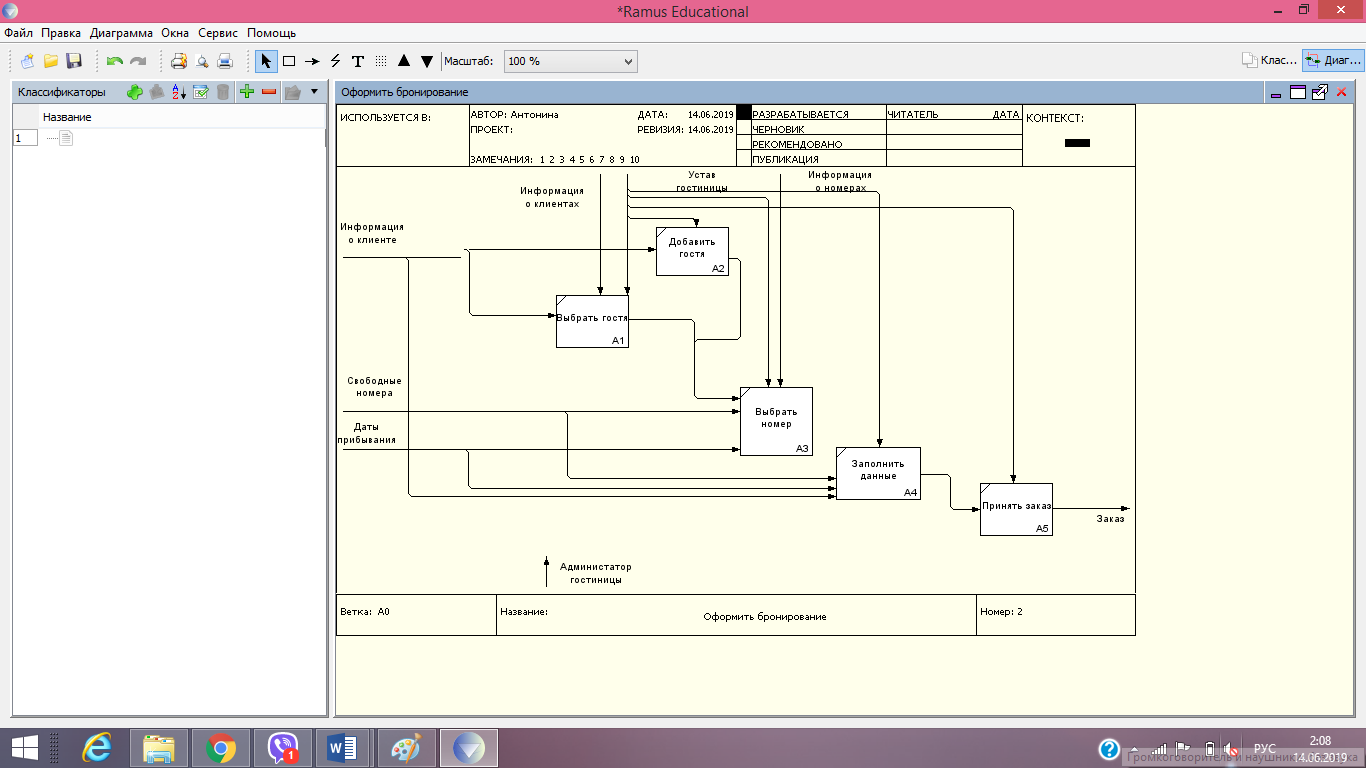 *Ramus Educational
Файл Правка Диаграмма Окна Сервис Помощь
Масштаб: 100 %
Клас... Диаг...
Классификаторы
Название
1
Оформить бронирование
ИСПОЛЬЗУЕТСЯ В:
АВТОР: Антонина
ДАТА: 14.06.2019
ПРОЕКТ:
РЕВИЗИЯ: 14.06.2019
ЗАМЕЧАНИЯ: 1 2 3 4 5 6 7 8 9 10
РАЗРАБАТЫВАЕТСЯ
ЧЕРНОВИК
РЕКОМЕНДОВАНО
ПУБЛИКАЦИЯ
ЧИТАТЕЛЬ ДАТА
КОНТЕКСТ:
Информация
о клиентах
Устав
гостиницы
Информация
о номерах
Информация
о клиенте
Добавить
гостя
A2
Выбрать гостя
A1
Свободные
номера
Даты
прибывания
Выбрать
номер
A3
Заполнить
данные
A4
Принять заказ
A5
Заказ
Администатор
гостиницы
Ветка: A0
Название:
Оформить бронирование
Номер: 2
1
РУС
2:08
14.06.2019